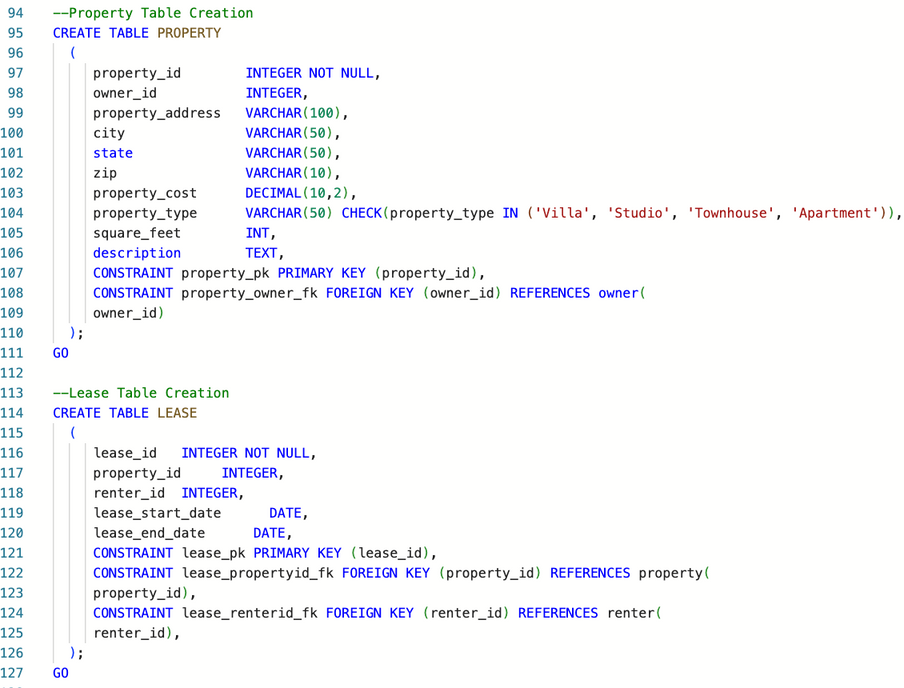 94 --Property Table Creation
95 CREATE TABLE PROPERTY
96 (
97 property_id INTEGER NOT NULL,
98 owner_id INTEGER,
99 property_address VARCHAR(100),
100 city VARCHAR(50),
101 state VARCHAR(50),
102 zip VARCHAR(10),
103 property_cost DECIMAL(10,2),
104 property_type VARCHAR(50) CHECK(property_type IN ('Villa', 'Studio', 'Townhouse', 'Apartment')),
105 square_feet INT,
106 description TEXT,
107 CONSTRAINT property_pk PRIMARY KEY (property_id),
108 CONSTRAINT property_owner_fk FOREIGN KEY (owner_id) REFERENCES owner(
109 owner_id)
110 );
111 GO
112
113 --Lease Table Creation
114 CREATE TABLE LEASE
115 (
116 lease_id INTEGER NOT NULL,
117 property_id INTEGER,
118 renter_id INTEGER,
119 lease_start_date DATE,
120 lease_end_date DATE,
121 CONSTRAINT lease_pk PRIMARY KEY (lease_id),
122 CONSTRAINT lease_propertyid_fk FOREIGN KEY (property_id) REFERENCES property(
123 property_id),
124 CONSTRAINT lease_renterid_fk FOREIGN KEY (renter_id) REFERENCES renter(
125 renter_id),
126 );
127 GO